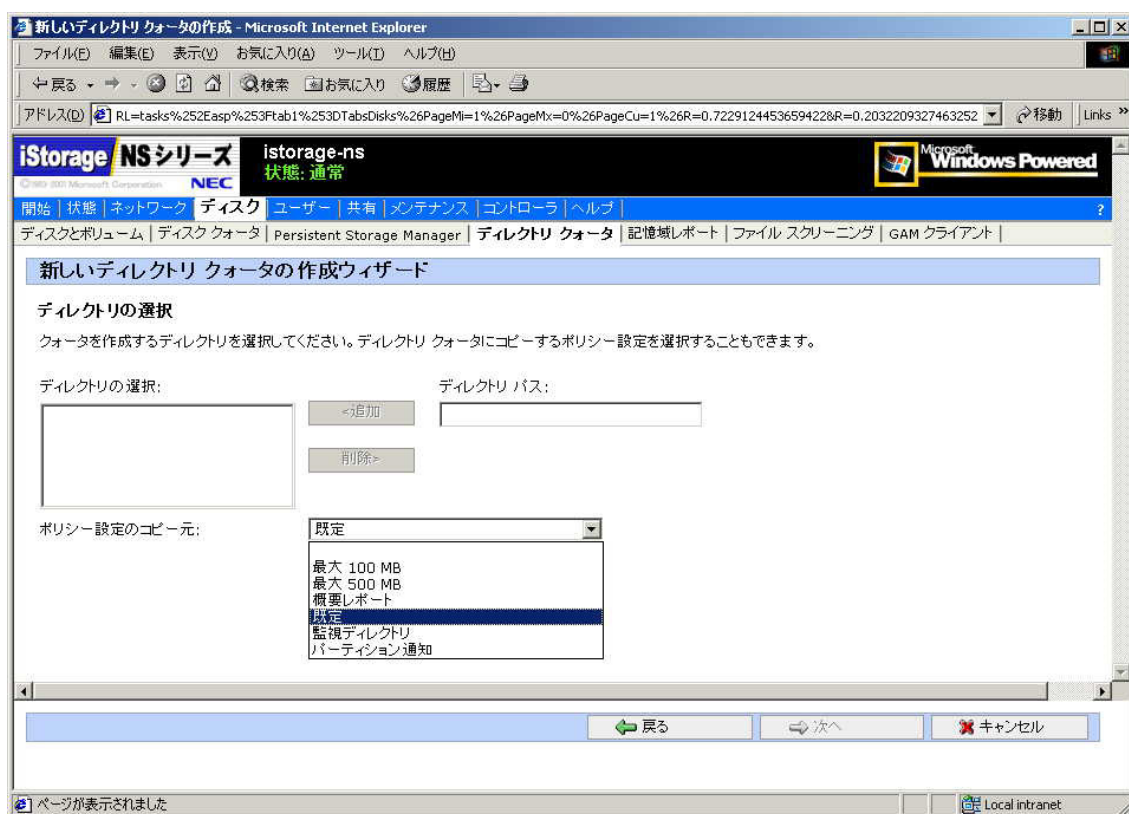 新しいディレクトリ クォータの作成 - Microsoft Internet Explorer
ファイル(F) 編集(E) 表示(V) お気に入り(A) ツール(T) ヘルプ(H)
戻る 検索 お気に入り 履歴
アドレス(D) RL=tasks%252Easp%253Ftab1%253DTabsDisks%26PageMi=1%26PageMx=0%26PageCu=1%26R=0.72291244536594228&R=0.2032209327463252 移動 Links »
iStorage NSシリーズ istorage-ns Microsoft Windows Powered
状態: 通常
©1983-2001 Microsoft Corporation NEC
開始 | 状態 | ネットワーク | ディスク | ユーザー | 共有 | メンテナンス | コントローラ | ヘルプ | ?
ディスクとボリューム | ディスク クォータ | Persistent Storage Manager | ディレクトリ クォータ | 記憶域レポート | ファイル スクリーニング | GAM クライアント |
新しいディレクトリ クォータの作成ウィザード
ディレクトリの選択
クォータを作成するディレクトリを選択してください。ディレクトリ クォータにコピーするポリシー設定を選択することもできます。
ディレクトリの選択: ディレクトリ パス:
<追加
削除>
ポリシー設定のコピー元: 既定
最大 100 MB
最大 500 MB
概要レポート
既定
監視ディレクトリ
パーティション通知
戻る 次へ キャンセル
ページが表示されました Local intranet